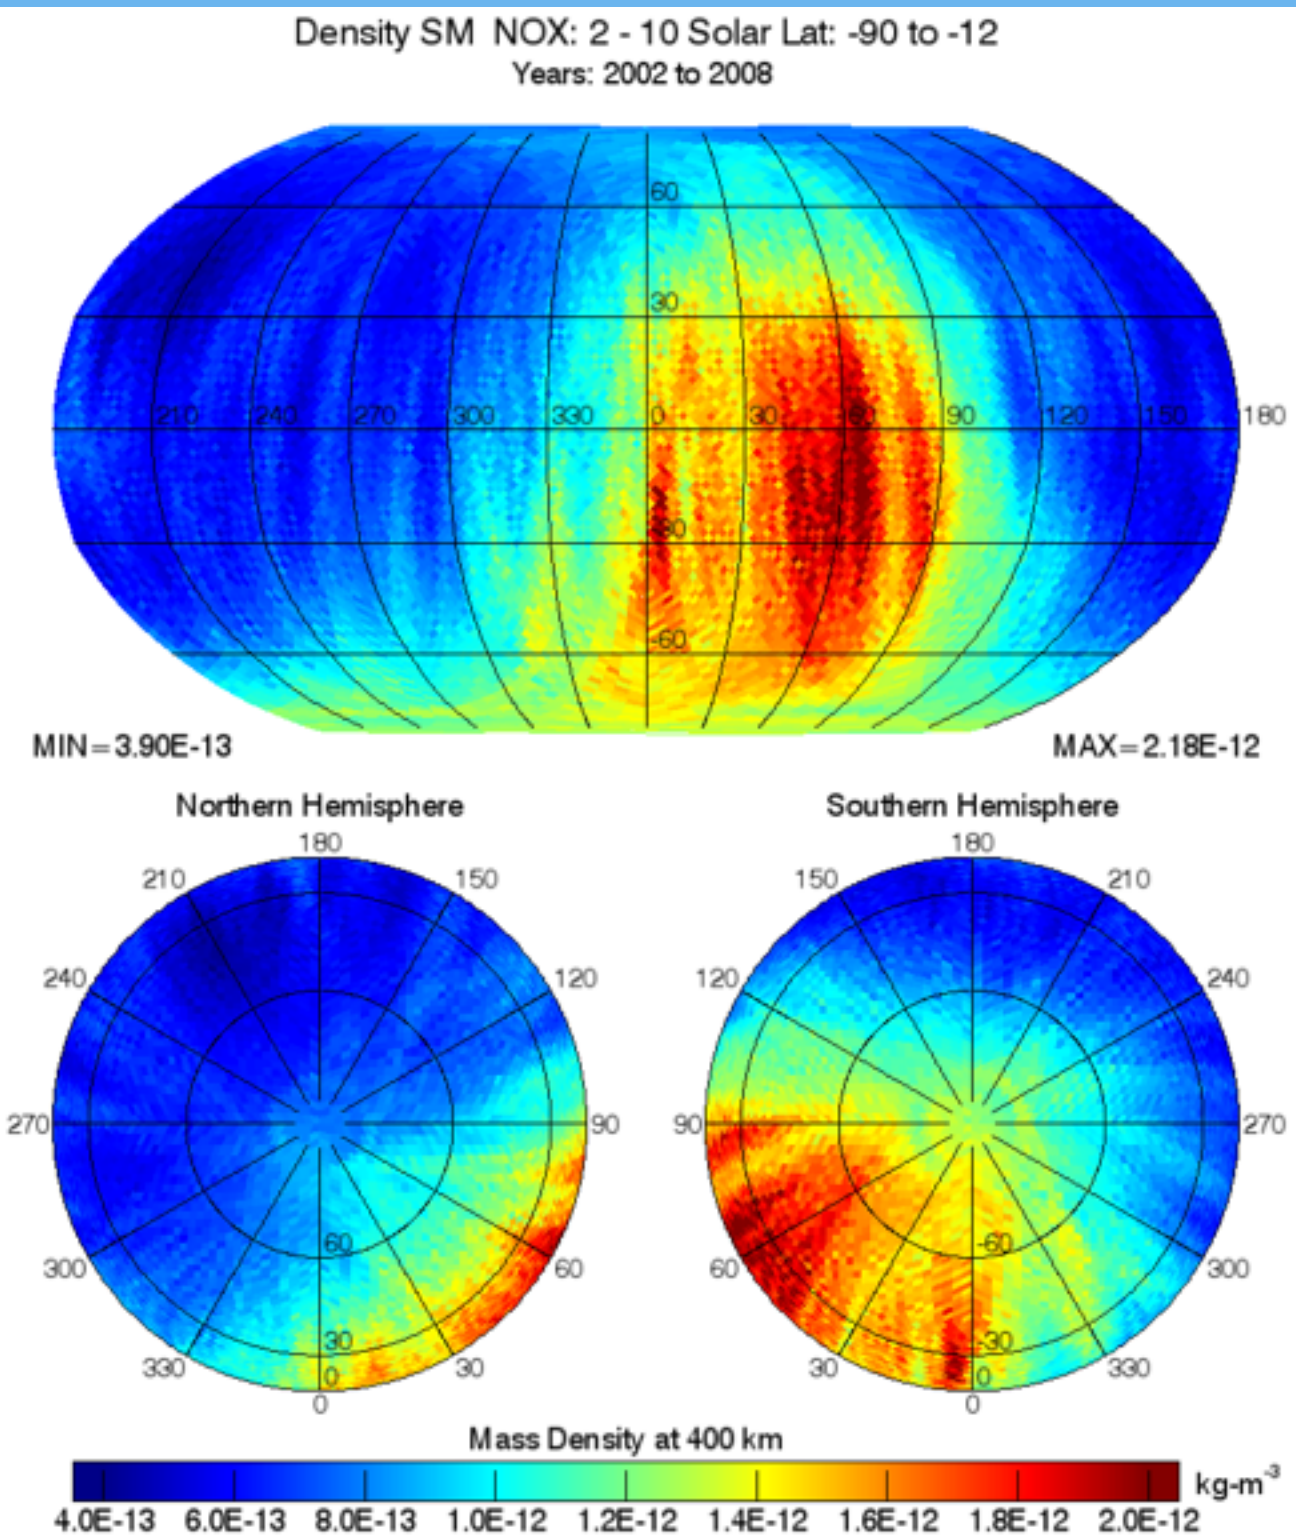 Density SM NOX: 2 - 10 Solar Lat: -90 to -12
Years: 2002 to 2008
60
30
210 240 270 300 330 0 30 60 90 120 150 180
-30
-60
MIN=3.90E-13 MAX=2.18E-12
Northern Hemisphere Southern Hemisphere
180 180
210 150 150 210
240 120 120 240
270 90 90 270
60 -60
300 60 60 300
30 -30
330 0 30 30 0 330
0 0
Mass Density at 400 km
kg-m-3
4.0E-13 6.0E-13 8.0E-13 1.0E-12 1.2E-12 1.4E-12 1.6E-12 1.8E-12 2.0E-12